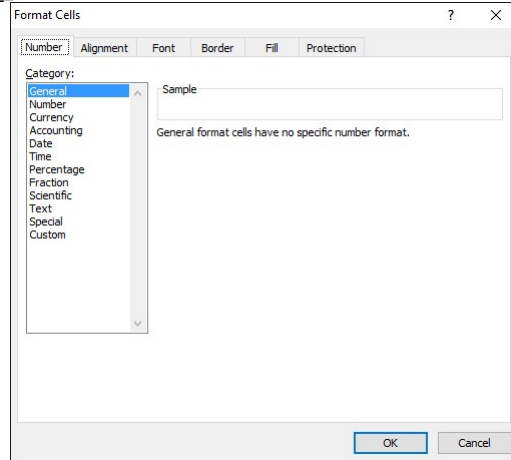 Format Cells
?
X
Number Alignment Font Border Fill Protection
Category:
General
Number
Currency
Accounting
Date
Time
Percentage
Fraction
Scientific
Text
Special
Custom
Sample
General format cells have no specific number format.
OK Cancel